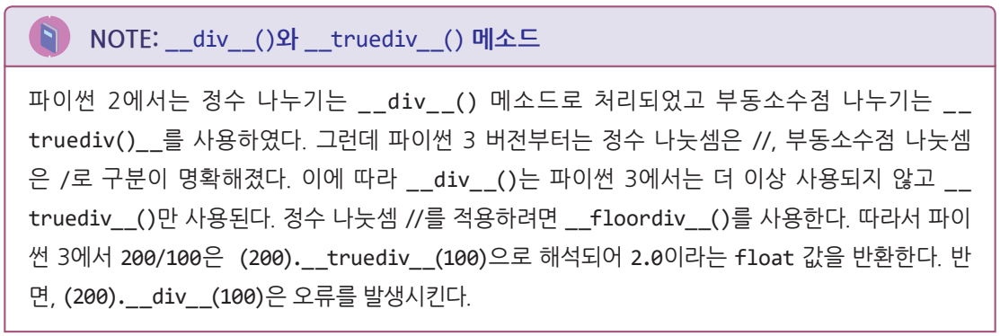 NOTE: __div__()와 __truediv__() 메소드
파이썬 2에서는 정수 나누기는 __div__() 메소드로 처리되었고 부동소수점 나누기는 __
truediv()__를 사용하였다. 그런데 파이썬 3 버전부터는 정수 나눗셈은 //, 부동소수점 나눗셈
은 /로 구분이 명확해졌다. 이에 따라 __div__()는 파이썬 3에서는 더 이상 사용되지 않고 __
truediv__()만 사용된다. 정수 나눗셈 //를 적용하려면 __floordiv__()를 사용한다. 따라서 파이
썬 3에서 200/100은 (200).__truediv__(100)으로 해석되어 2.0이라는 float 값을 반환한다. 반
면, (200).__div__(100)은 오류를 발생시킨다.